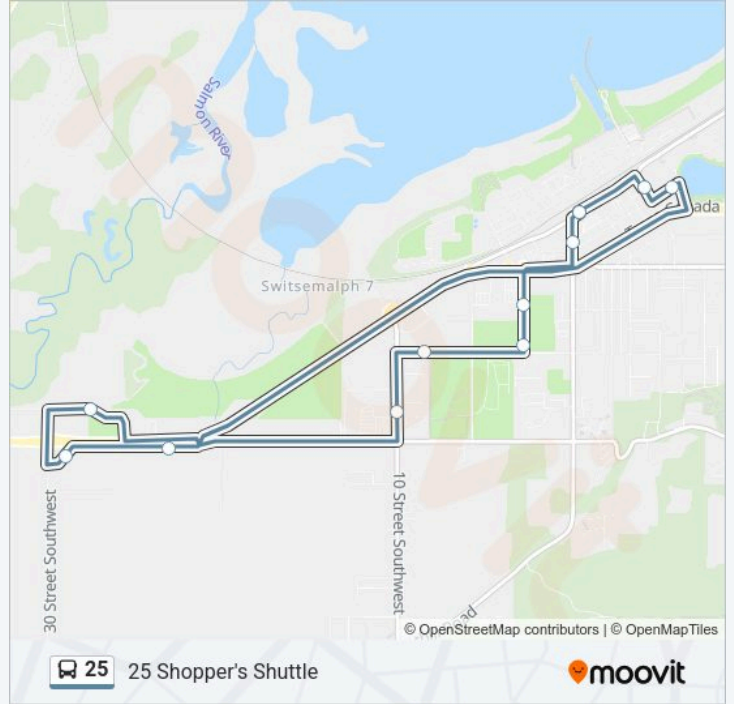 Salmon River
ada
Switsemalph 7
30 Street Southwest
10 Street Southwest
© OpenStreetMap contributors | © OpenMapTiles
25
25 Shopper's Shuttle
moovit